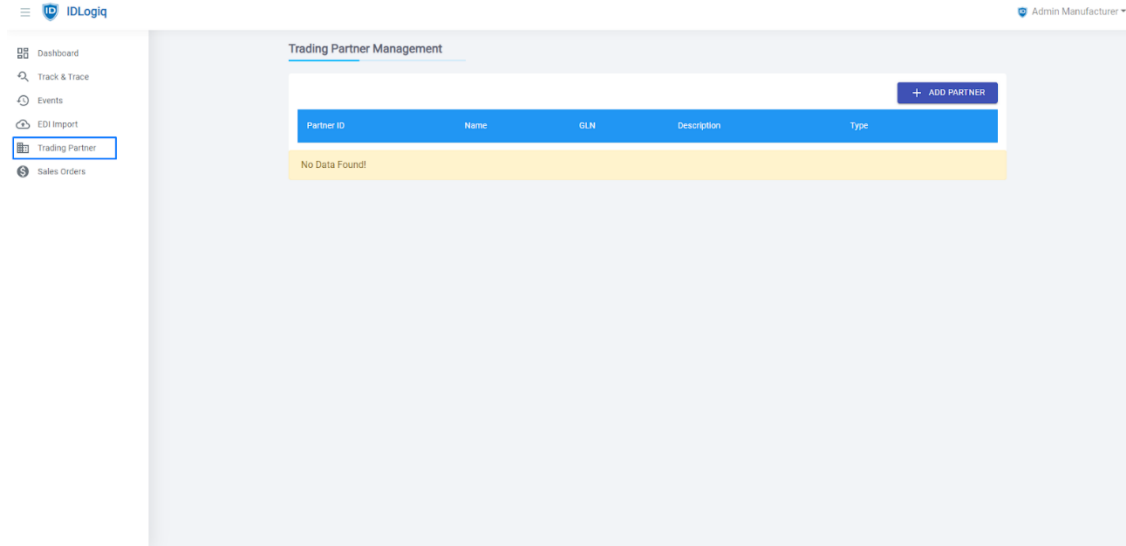 IDLogiq
Admin Manufacturer
Dashboard
Track & Trace
Events
EDI Import
Trading Partner
Sales Orders
Trading Partner Management
+ ADD PARTNER
Partner ID Name GLN Description Type
No Data Found!